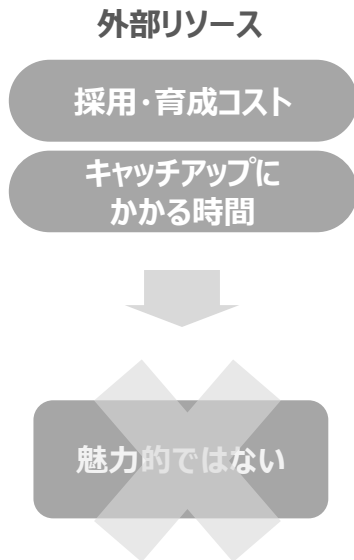 外部リソース
採用・育成コスト
キャッチアップに
かかる時間
魅力的ではない